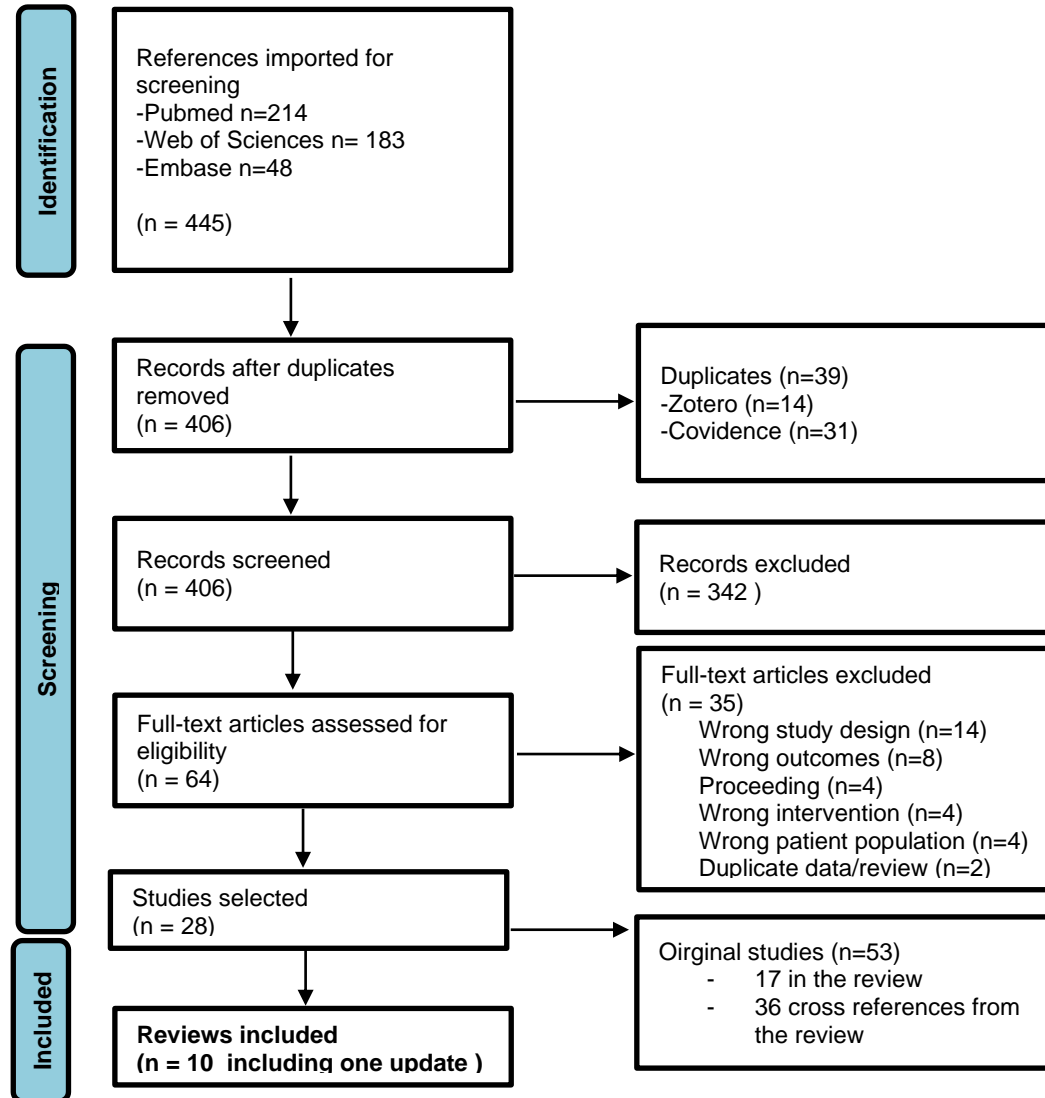 Identification
References imported for
screening
-Pubmed n=214
-Web of Sciences n= 183
-Embase n=48
(n = 445)
Screening
Records after duplicates
removed
(n = 406)
Duplicates (n=39)
-Zotero (n=14)
-Covidence (n=31)
Records screened
(n = 406)
Records excluded
(n = 342 )
Full-text articles assessed for
eligibility
(n = 64)
Full-text articles excluded
(n = 35)
Wrong study design (n=14)
Wrong outcomes (n=8)
Proceeding (n=4)
Wrong intervention (n=4)
Wrong patient population (n=4)
Duplicate data/review (n=2)
Studies selected
(n = 28)
Included
Oirginal studies (n=53)
- 17 in the review
- 36 cross references from
the review
Reviews included
(n = 10 including one update )